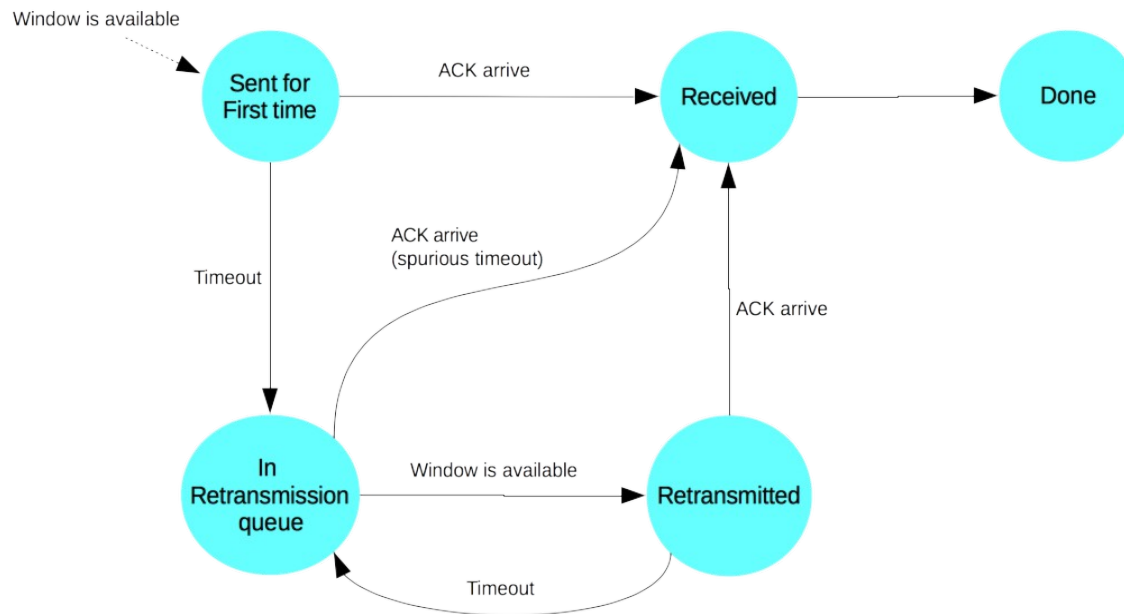 Window is available
Sent for
First time
ACK arrive
Received
Done
ACK arrive
(spurious timeout)
Timeout
ACK arrive
In
Retransmission
queue
Window is available
Retransmitted
Timeout